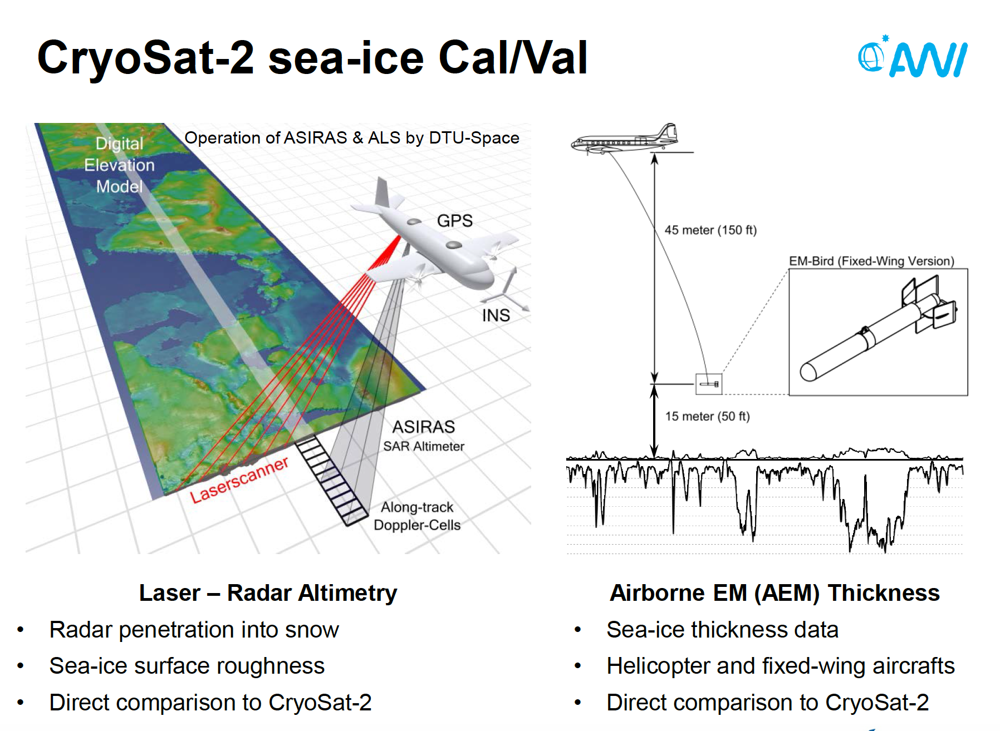 CryoSat-2 sea-ice Cal/Val
AWI
Operation of ASIRAS & ALS by DTU-Space
Digital
Elevation
Model
GPS
INS
ASIRAS
SAR Altimeter
Laserscanner
Along-track
Doppler-Cells
45 meter (150 ft)
EM-Bird (Fixed-Wing Version)
15 meter (50 ft)
Laser – Radar Altimetry
• Radar penetration into snow
• Sea-ice surface roughness
• Direct comparison to CryoSat-2
Airborne EM (AEM) Thickness
• Sea-ice thickness data
• Helicopter and fixed-wing aircrafts
• Direct comparison to CryoSat-2